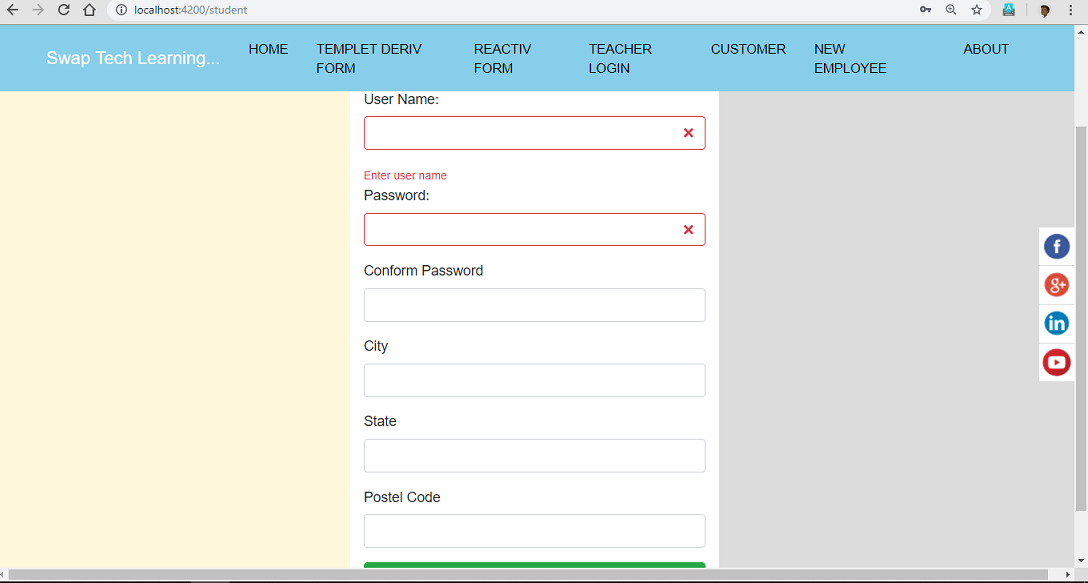 localhost:4200/student
Swap Tech Learning...
HOME
TEMPLET DERIV
FORM
REACTIV
FORM
TEACHER
LOGIN
CUSTOMER
NEW
EMPLOYEE
ABOUT
User Name:
Enter user name
Password:
Conform Password
City
State
Postel Code
f
g+
in